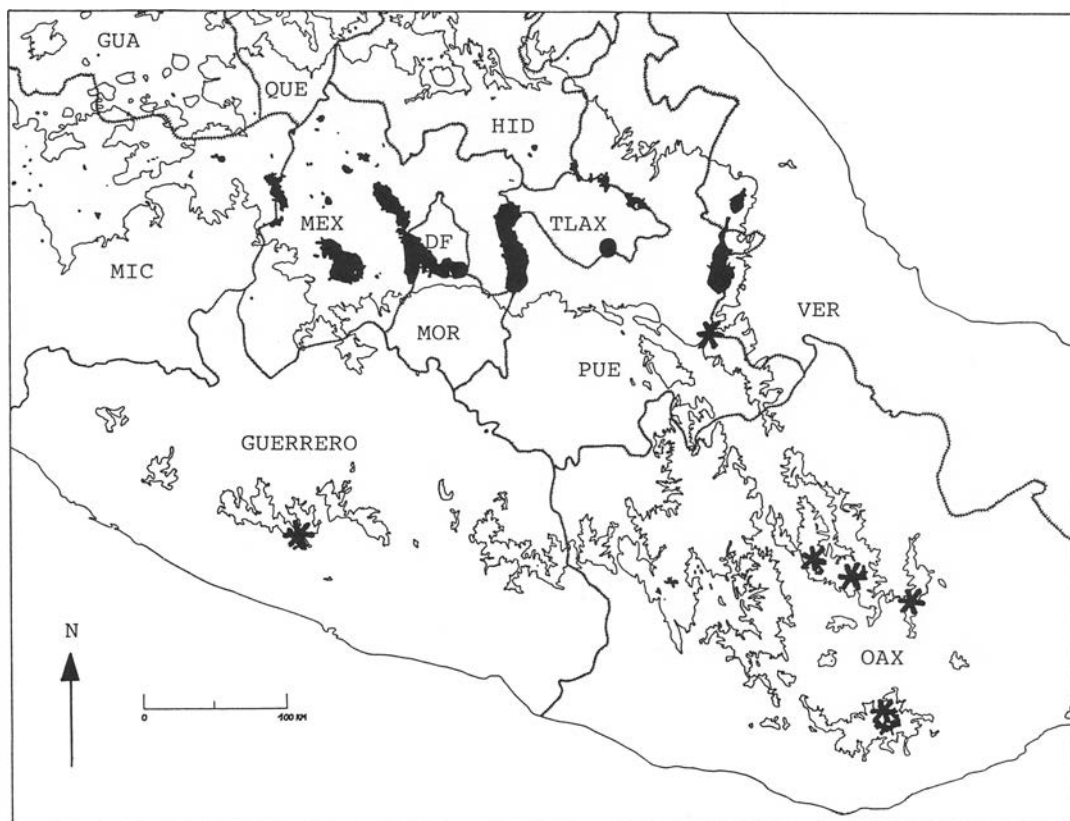 GUA
QUE
HID
MEX
DF
TLAX
MIC
MOR
VER
PUE
GUERRERO
N
OAX
0 100 KM